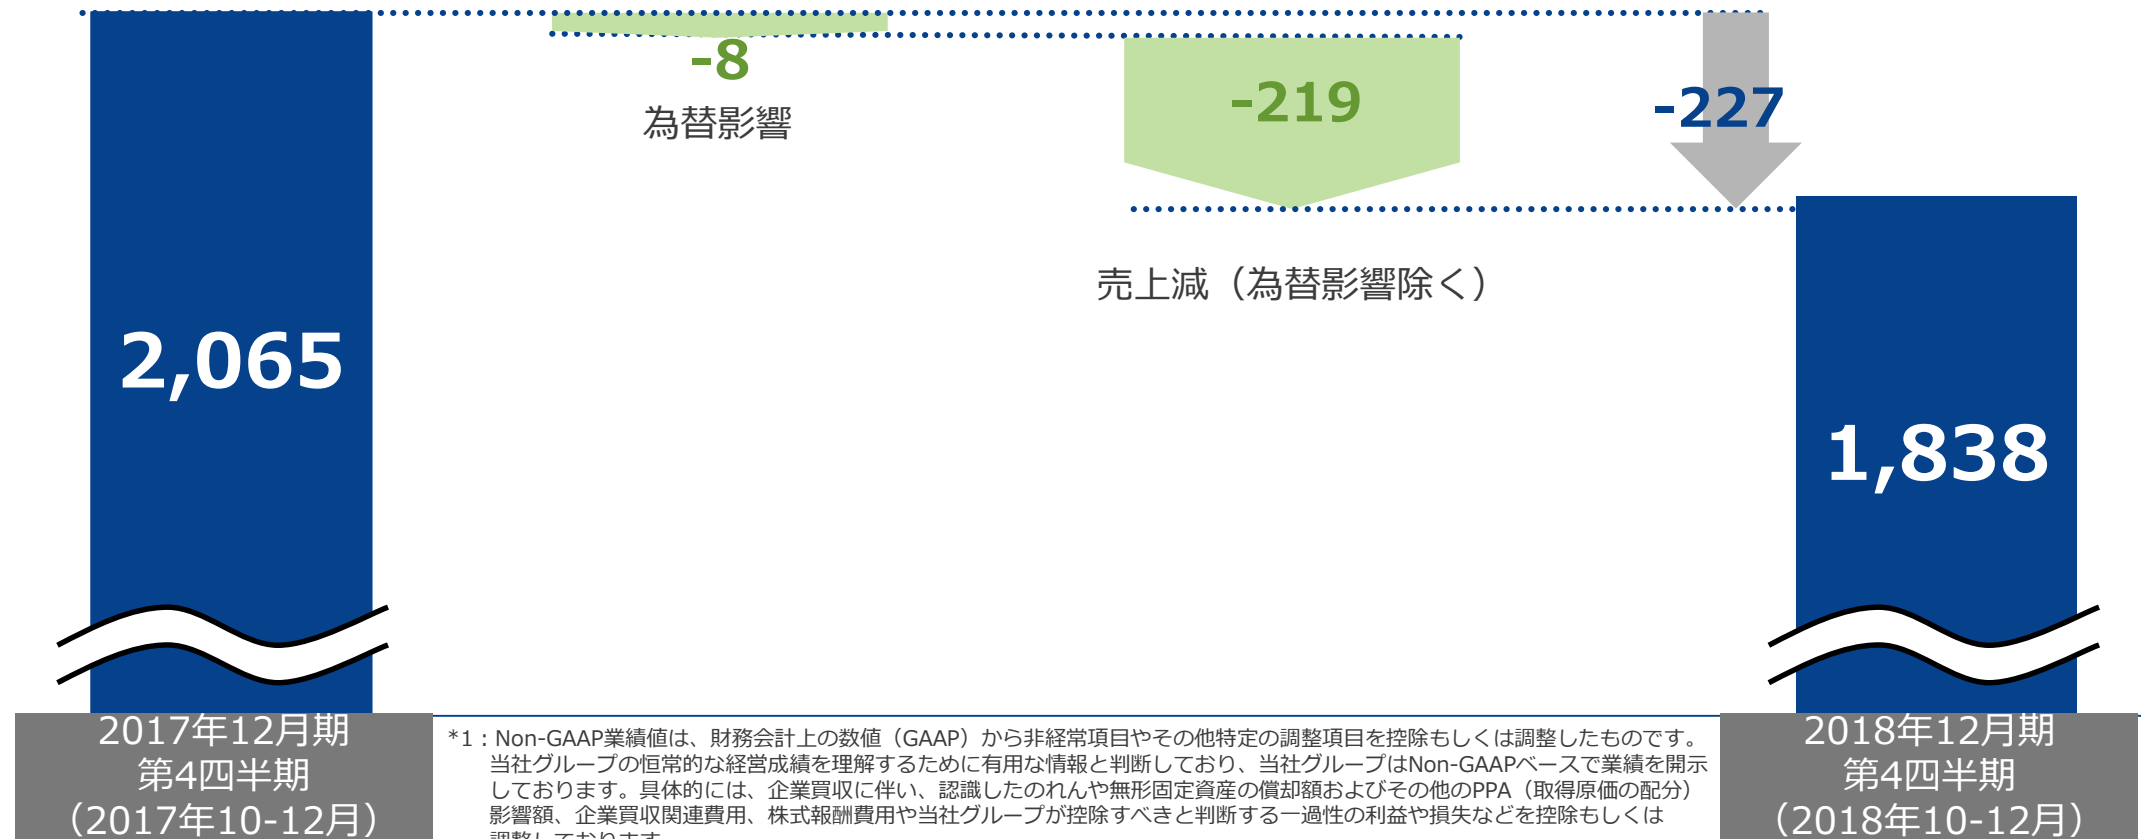 -8
為替影響
-219
-227
売上減（為替影響除く）
2,065
1,838
2017年12月期
第4四半期
（2017年10-12月）
*1：Non-GAAP業績値は、財務会計上の数値（GAAP）から非経常項目やその他特定の調整項目を控除もしくは調整したものです。
当社グループの恒常的な経営成績を理解するために有用な情報と判断しており、当社グループはNon-GAAPベースで業績を開示
しております。具体的には、企業買収に伴い、認識したのれんや無形固定資産の償却額およびその他のPPA（取得原価の配分）
影響額、企業買収関連費用、株式報酬費用や当社グループが控除すべきと判断する一過性の利益や損失などを控除もしくは
調整しております。
2018年12月期
第4四半期
（2018年10-12月）